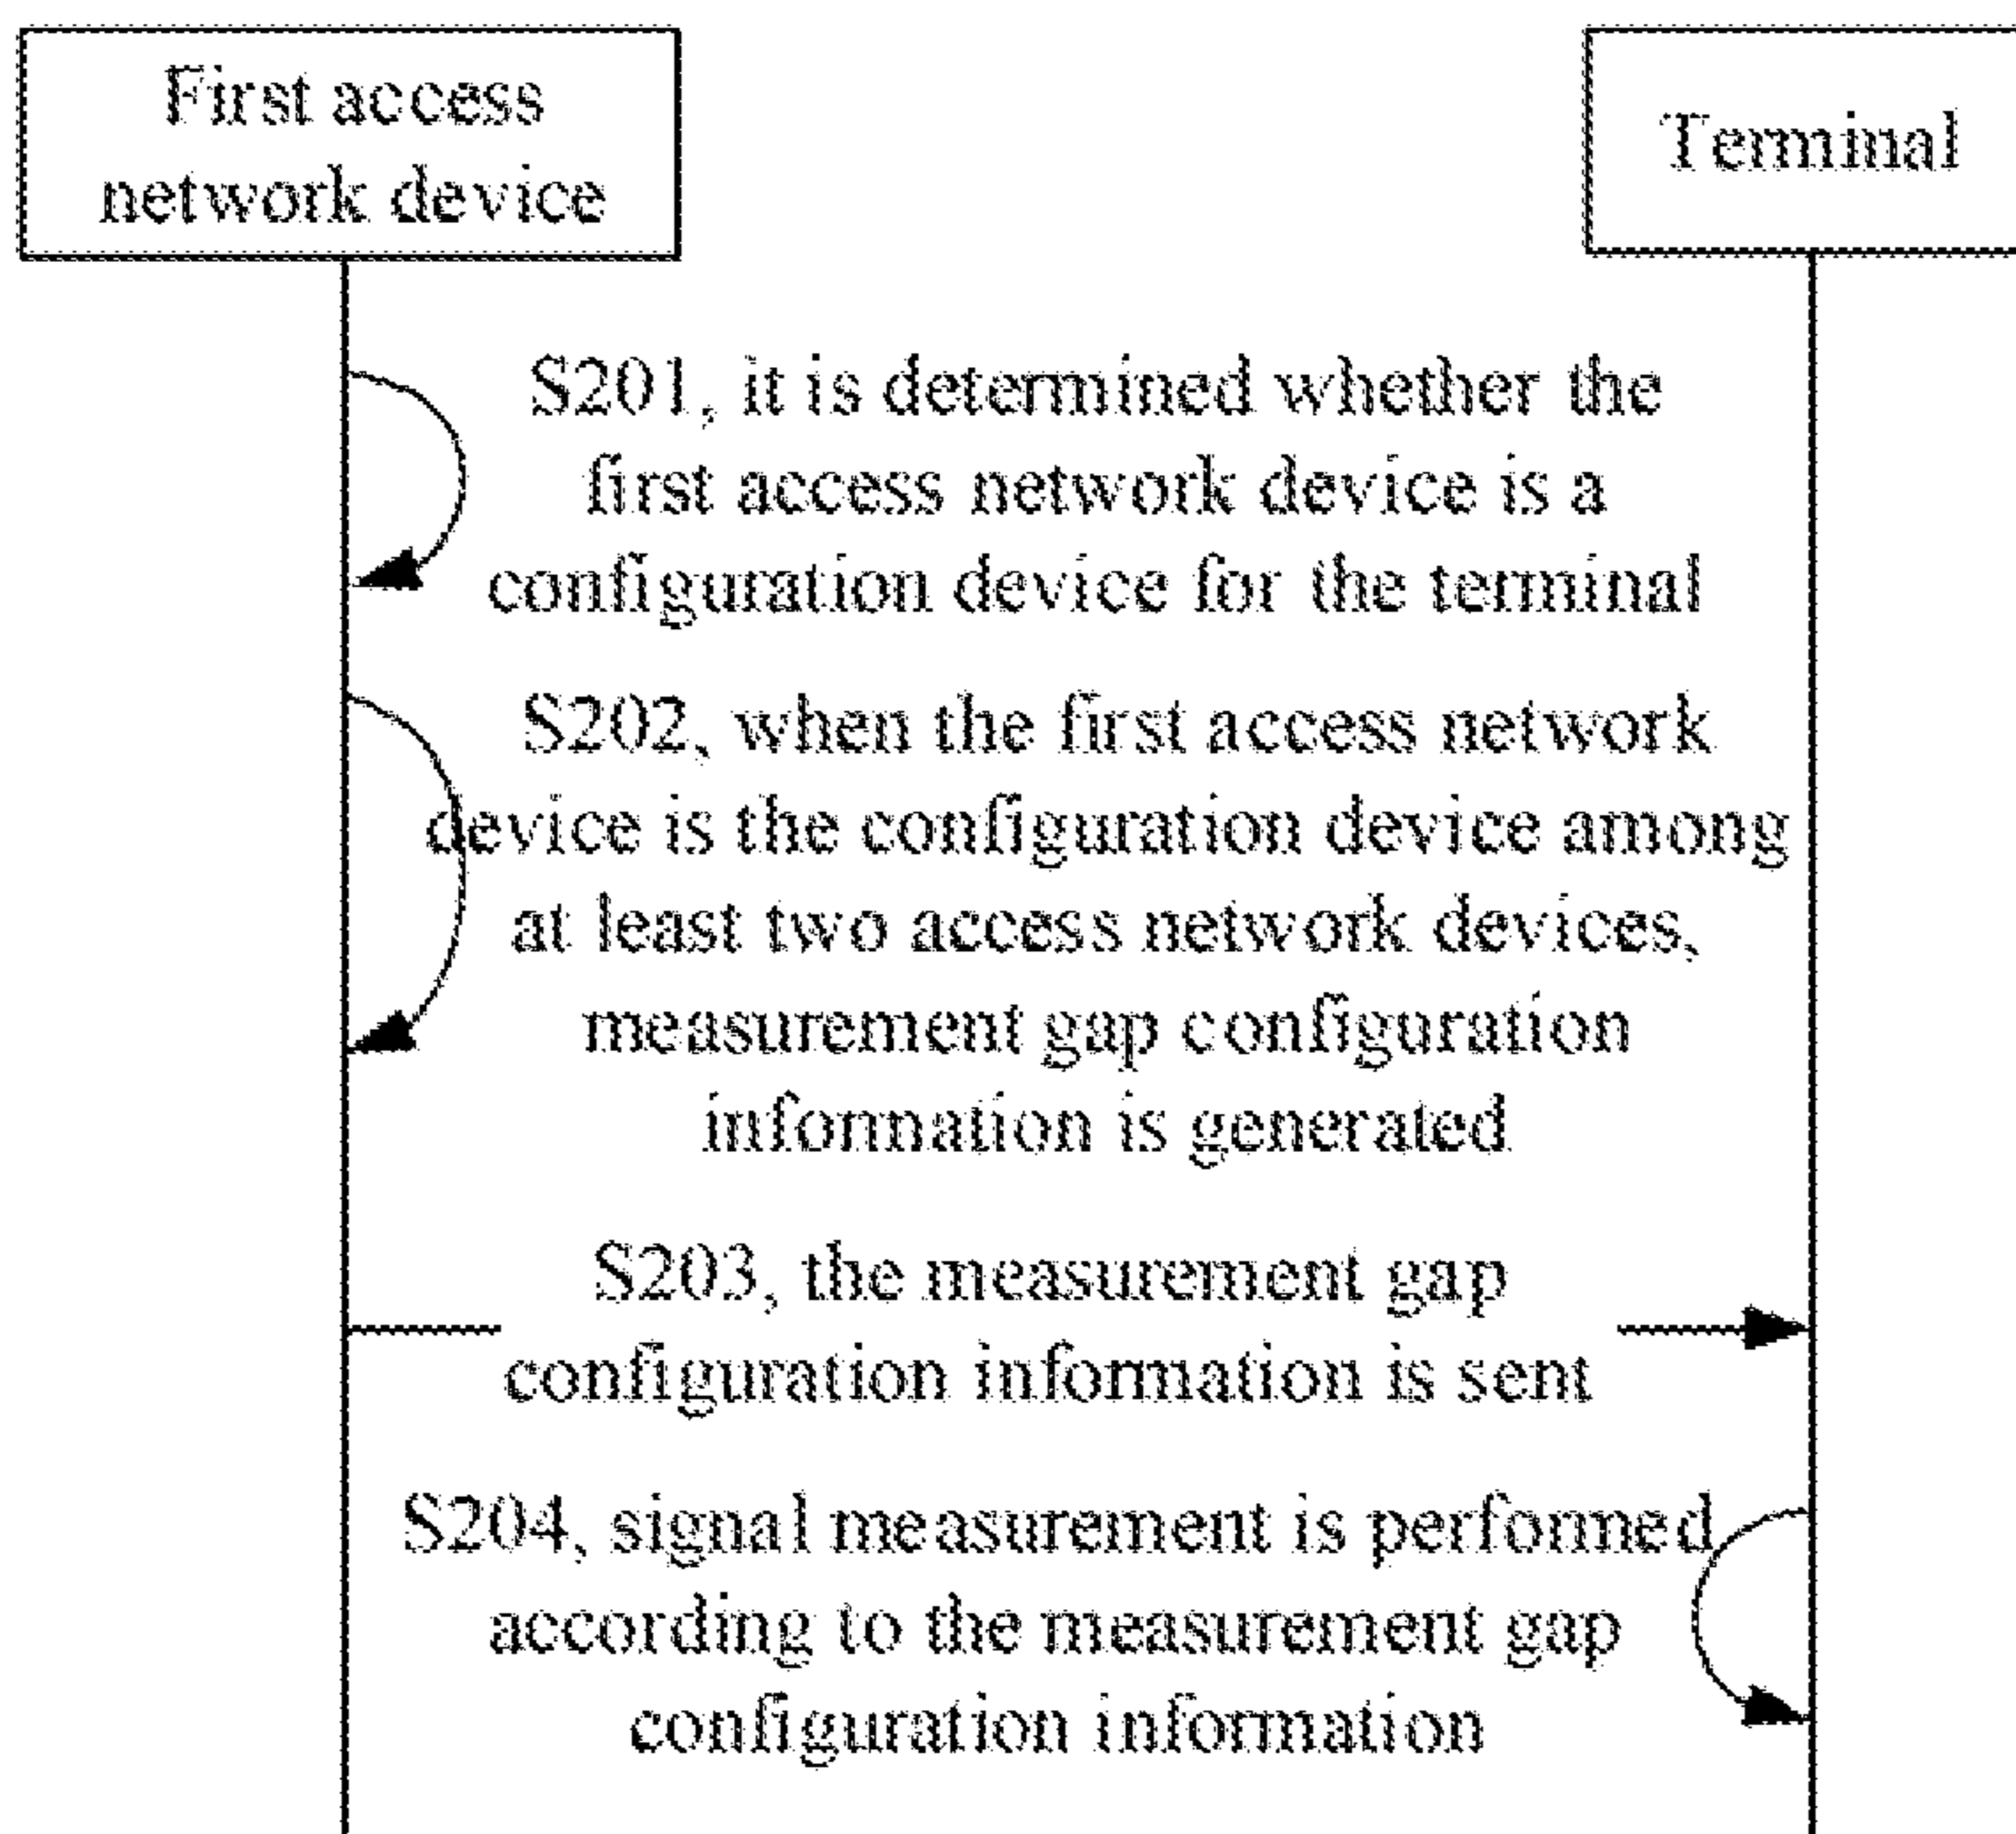 First access
network device
Terminal
S201, it is determined whether the
first access network device is a
configuration device for the terminal
S202, when the first access network
device is the configuration device among
at least two access network devices,
measurement gap configuration
information is generated
S203, the measurement gap
configuration information is sent
S204, signal measurement is performed
according to the measurement gap
configuration information